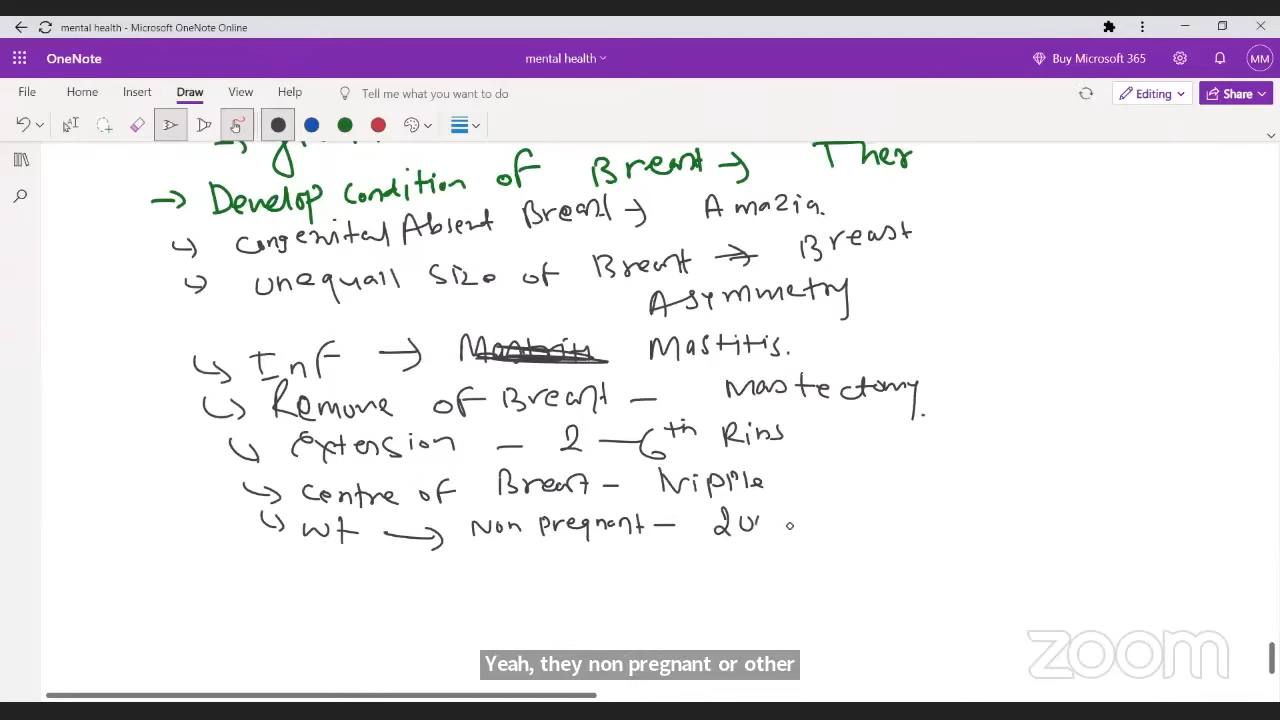 mental health - Microsoft OneNote Online
OneNote
mental health
Buy Microsoft 365
MM
File Home Insert Draw View Help Tell me what you want to do
Editing
Share
→ Develop condition of Breast → Ther
↳ Congenital Absent Breast → Amazia.
↳ unequall size of Breast → Breast
Asymmetry
↳ Inf → Mastitis.
↳ Remove of Breast - Mastectomy.
↳ extension - 2 - 6th Ribs
↳ centre of Breast - Nipple
↳ wt → Non pregnant -
Yeah, they non pregnant or other
zoom